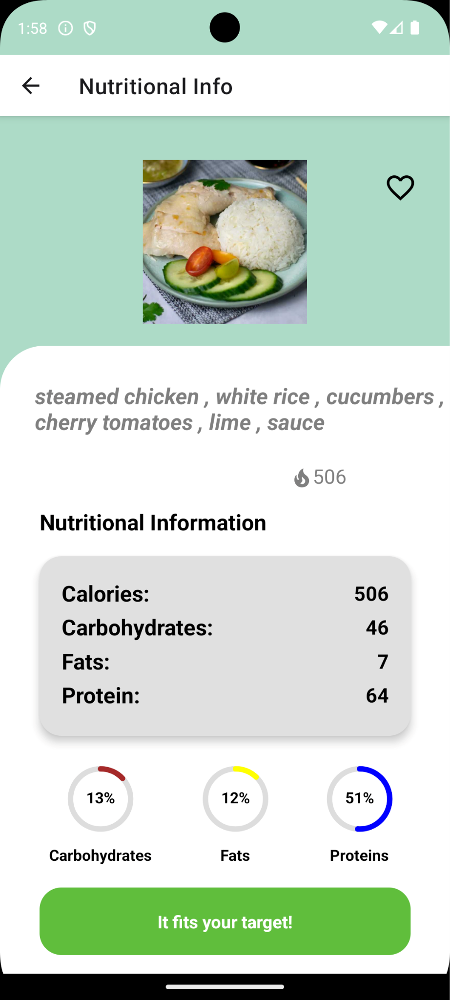 1:58
Nutritional Info
steamed chicken , white rice , cucumbers ,
cherry tomatoes , lime , sauce
506
Nutritional Information
Calories: 506
Carbohydrates: 46
Fats: 7
Protein: 64
13% 12% 51%
Carbohydrates Fats Proteins
It fits your target!